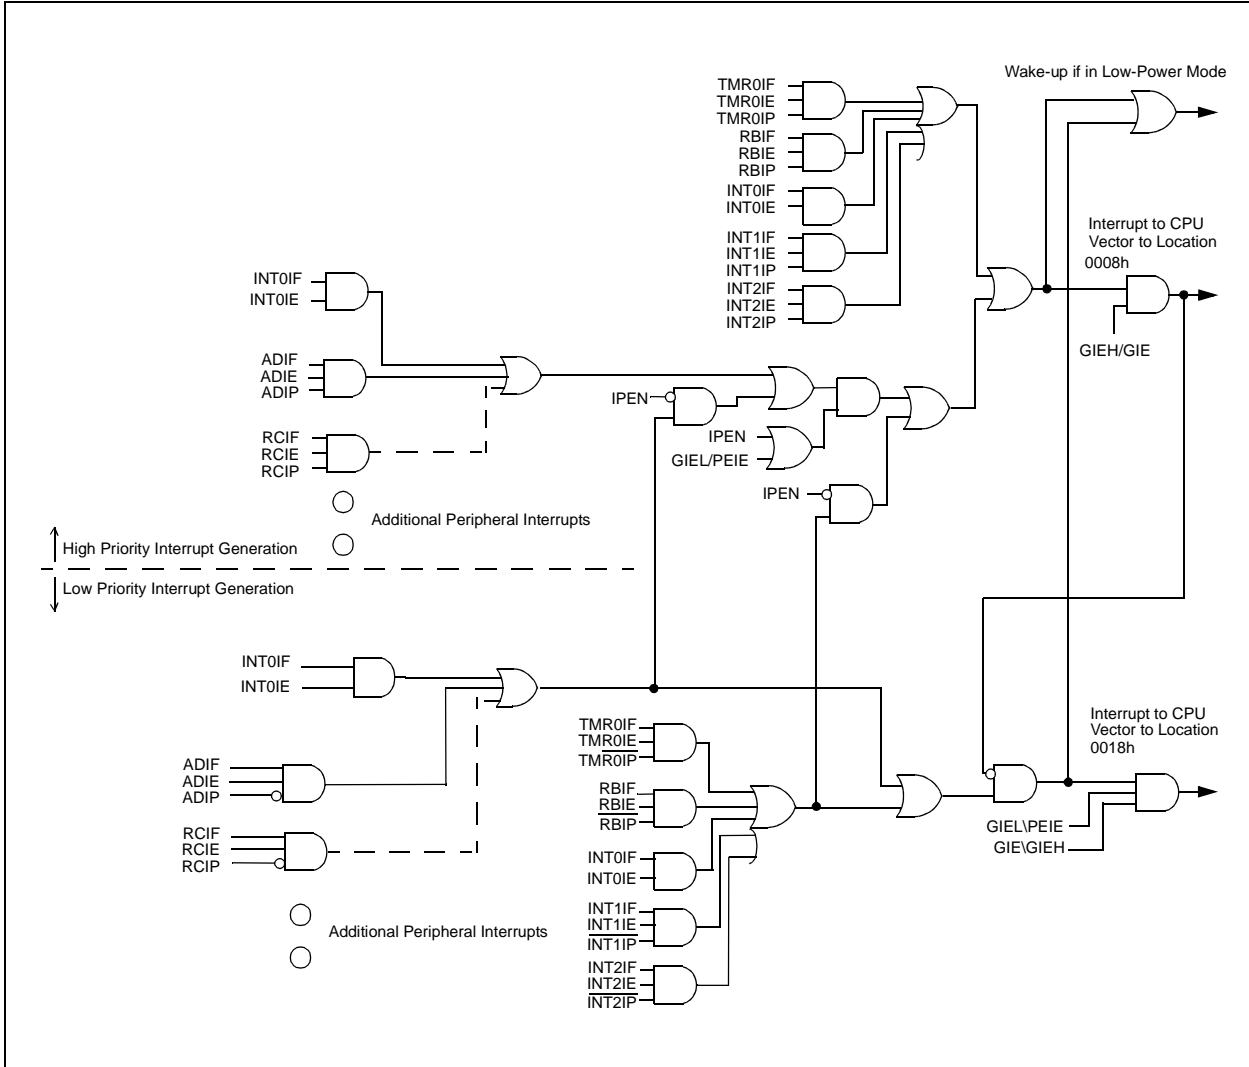 Wake-up if in Low-Power Mode
TMR0IF
TMR0IE
TMR0IP
RBIF
RBIE
RBIP
INT0IF
INT0IE
INT1IF
INT1IE
INT1IP
INT2IF
INT2IE
INT2IP
Interrupt to CPU
Vector to Location
0008h
GIEH/GIE
INT0IF
INT0IE
ADIF
ADIE
ADIP
RCIF
RCIE
RCIP
IPEN
IPEN
GIEL/PEIE
IPEN
Additional Peripheral Interrupts
High Priority Interrupt Generation
Low Priority Interrupt Generation
INT0IF
INT0IE
ADIF
ADIE
ADIP
RCIF
RCIE
RCIP
Additional Peripheral Interrupts
TMR0IF
TMR0IE
TMR0IP
RBIF
RBIE
RBIP
INT0IF
INT0IE
INT1IF
INT1IE
INT1IP
INT2IF
INT2IE
INT2IP
Interrupt to CPU
Vector to Location
0018h
GIEL\PEIE
GIE\GIEH